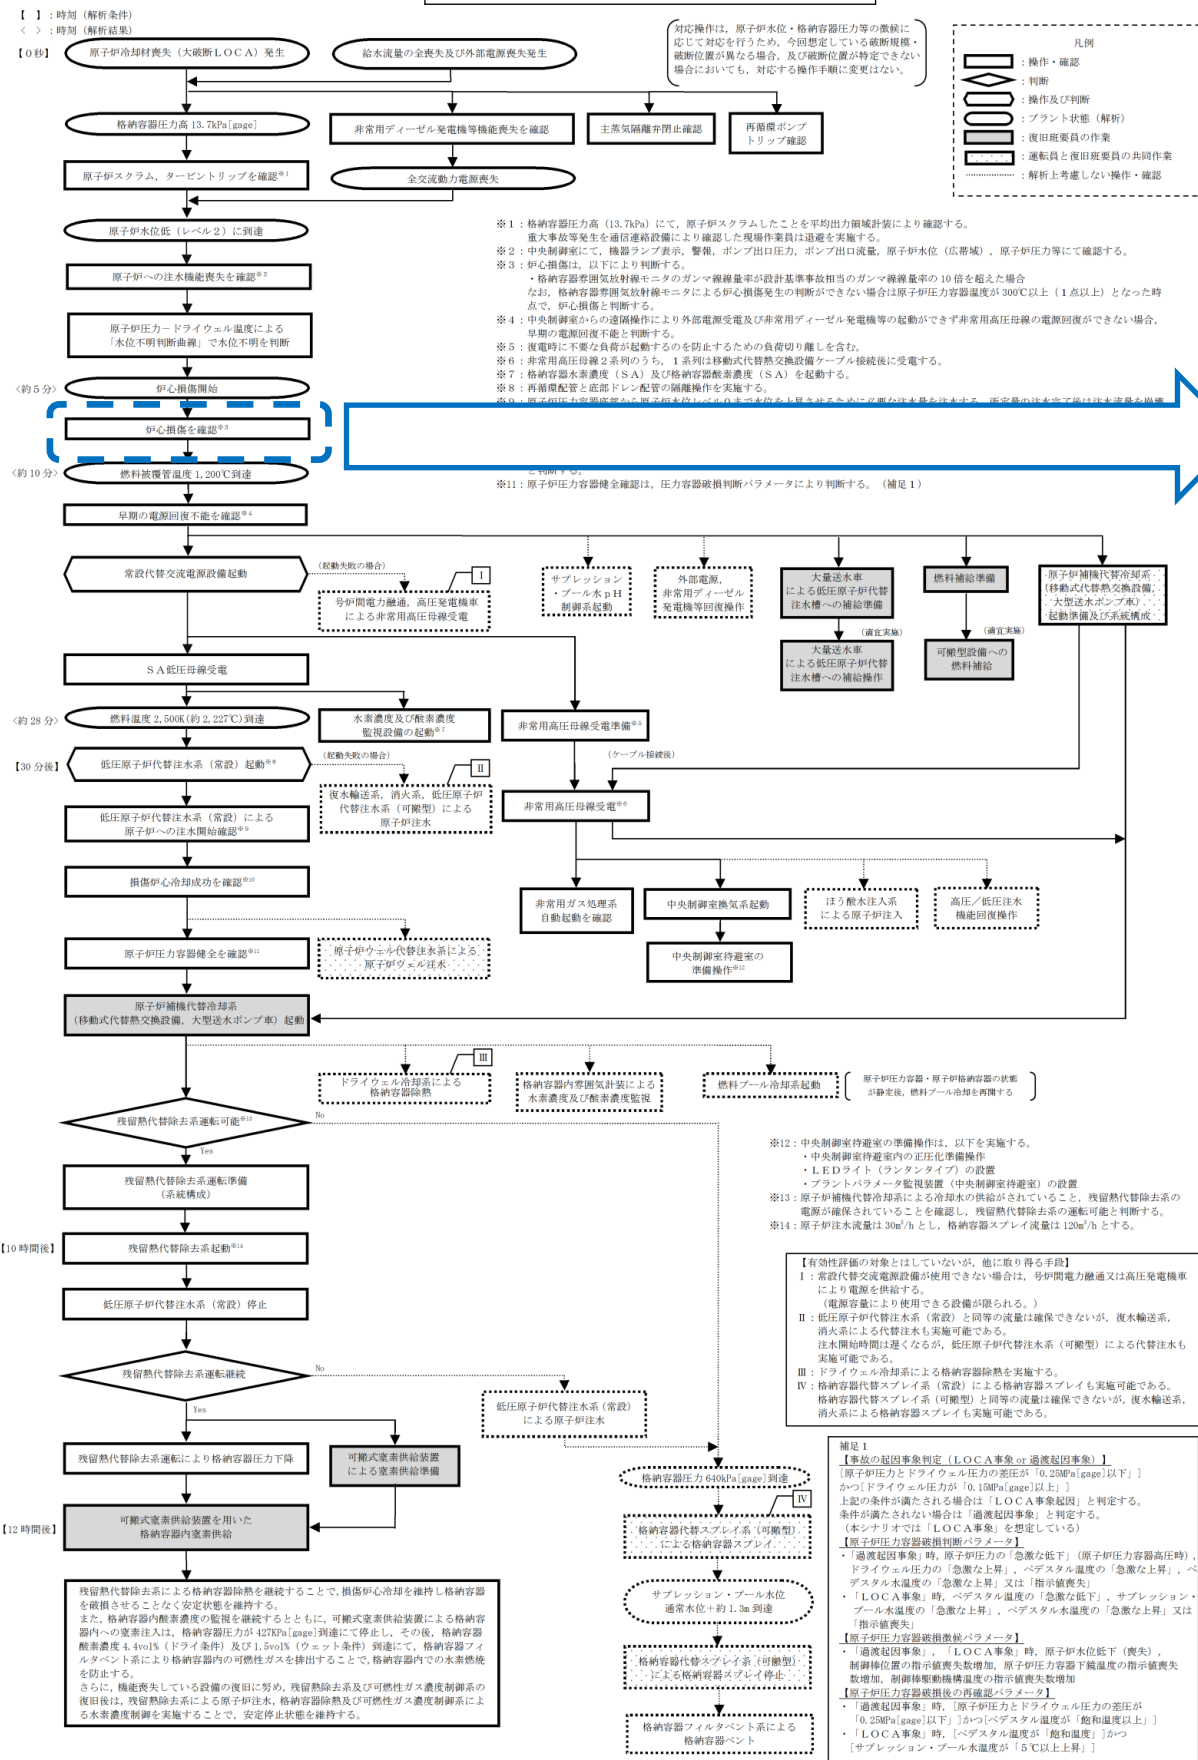 【　】：時刻（解析条件）
＜　＞：時刻（解析結果）
【0秒】
原子炉冷却材喪失（大破断ＬＯＣＡ）発生
給水流量の全喪失及び外部電源喪失発生
対応操作は，原子炉水位・格納容器圧力等の徴候に
応じて対応を行うため，今回想定している破断規模・
破断位置が異なる場合，及び破断位置が特定できない
場合においても，対応する操作手順に変更はない。
凡例
：操作・確認
：判断
：操作及び判断
：プラント状態（解析）
：復旧班要員の作業
：運転員と復旧班要員の共同作業
：解析上考慮しない操作・確認
格納容器圧力高 13.7kPa[gage]
非常用ディーゼル発電機等機能喪失を確認
主蒸気隔離弁閉止確認
再循環ポンプ
トリップ確認
原子炉スクラム，タービントリップを確認※1
全交流動力電源喪失
原子炉水位低（レベル２）に到達
原子炉への注水機能喪失を確認※2
原子炉圧力－ドライウェル温度による
「水位不明判断曲線」で水位不明を判断
＜約５分＞
炉心損傷開始
炉心損傷を確認※3
＜約10分＞
燃料被覆管温度 1,200℃到達
早期の電源回復不能を確認※4
※１：格納容器圧力高（13.7kPa）にて，原子炉スクラムしたことを平均出力領域計装により確認する。
重大事故等発生を通信連絡設備により確認した現場作業員は退避を実施する。
※２：中央制御室にて，機器ランプ表示，警報，ポンプ出口圧力，ポンプ出口流量，原子炉水位（広帯域），原子炉圧力等にて確認する。
※３：炉心損傷は，以下により判断する。
・格納容器雰囲気放射線モニタのガンマ線線量率が設計基準事故相当のガンマ線線量率の 10 倍を超えた場合
なお，格納容器雰囲気放射線モニタによる炉心損傷発生の判断ができない場合は原子炉圧力容器温度が 300℃以上（１点以上）となった時
点で，炉心損傷と判断する。
※４：中央制御室からの遠隔操作により外部電源受電及び非常用ディーゼル発電機等の起動ができず非常用高圧母線の電源回復ができない場合，
早期の電源回復不能と判断する。
※５：復電時に不要な負荷が起動するのを防止するための負荷切り離しを含む。
※６：非常用高圧母線２系列のうち，１系列は移動式代替熱交換設備ケーブル接続後に受電する。
※７：格納容器水素濃度（ＳＡ）及び格納容器酸素濃度（ＳＡ）を起動する。
※８：再循環配管と底部ドレン配管の隔離操作を実施する。
※９：原子炉圧力容器底部から原子炉水位レベル０まで水位を上昇させるために必要な注水量を注水する。所定量の注水完了後は注水流量を崩壊
と判断する。
※11：原子炉圧力容器健全確認は，圧力容器破損判断パラメータにより判断する。（補足１）
常設代替交流電源設備起動
（起動失敗の場合）
Ⅰ
号炉間電力融通，高圧発電機車
による非常用高圧母線受電
サプレッション
・プール水ｐＨ
制御系起動
外部電源，
非常用ディーゼル
発電機等回復操作
大量送水車
による低圧原子炉代替
注水槽への補給準備
燃料補給準備
原子炉補機代替冷却系
（移動式代替熱交換設備，
大型送水ポンプ車）
起動準備及び系統構成
（適宜実施）
（適宜実施）
大量送水車
による低圧原子炉代替
注水槽への補給操作
可搬型設備への
燃料補給
ＳＡ低圧母線受電
＜約28分＞
燃料温度 2,500K(約 2,227℃)到達
水素濃度及び酸素濃度
監視設備の起動※7
非常用高圧母線受電準備※5
【30分後】
低圧原子炉代替注水系（常設）起動※8
（起動失敗の場合）
Ⅱ
（ケーブル接続後）
復水輸送系，消火系，低圧原子炉
代替注水系（可搬型）による
原子炉注水
非常用高圧母線受電※6
低圧原子炉代替注水系（常設）による
原子炉への注水開始確認※9
損傷炉心冷却成功を確認※10
非常用ガス処理系
自動起動を確認
中央制御室換気系起動
ほう酸水注入系
による原子炉注入
高圧／低圧注水
機能回復操作
原子炉圧力容器健全を確認※11
原子炉ウェル代替注水系による
原子炉ウェル注水
中央制御室待避室の
準備操作※12
原子炉補機代替冷却系
（移動式代替熱交換設備，大型送水ポンプ車）起動
Ⅲ
ドライウェル冷却系による
格納容器除熱
格納容器内雰囲気計装による
水素濃度及び酸素濃度監視
燃料プール冷却系起動
原子炉圧力容器・原子炉格納容器の状態
が静定後，燃料プール冷却を再開する
残留熱代替除去系運転可能※13
No
Yes
※12：中央制御室待避室の準備操作は，以下を実施する。
・中央制御室待避室内の正圧化準備操作
・ＬＥＤライト（ランタンタイプ）の設置
・プラントパラメータ監視装置（中央制御室待避室）の設置
※13：原子炉補機代替冷却系による冷却水の供給がされていること，残留熱代替除去系の
電源が確保されていることを確認し，残留熱代替除去系の運転可能と判断する。
※14：原子炉注水流量は 30m³/h とし，格納容器スプレイ流量は 120m³/h とする。
残留熱代替除去系運転準備
（系統構成）
【10時間後】
残留熱代替除去系起動※14
低圧原子炉代替注水系（常設）停止
残留熱代替除去系運転継続
No
Yes
【有効性評価の対象とはしていないが，他に取り得る手段】
Ⅰ：常設代替交流電源設備が使用できない場合は，号炉間電力融通又は高圧発電機車
により電源を供給する。
（電源容量により使用できる設備が限られる。）
Ⅱ：低圧原子炉代替注水系（常設）と同等の流量は確保できないが，復水輸送系，
消火系による代替注水も実施可能である。
注水開始時間は遅くなるが，低圧原子炉代替注水系（可搬型）による代替注水も
実施可能である。
Ⅲ：ドライウェル冷却系による格納容器除熱を実施する。
Ⅳ：格納容器代替スプレイ系（常設）による格納容器スプレイも実施可能である。
格納容器代替スプレイ系（可搬型）と同等の流量は確保できないが，復水輸送系，
消火系による格納容器スプレイも実施可能である。
低圧原子炉代替注水系（常設）
による原子炉注水
残留熱代替除去系運転により格納容器圧力下降
可搬式窒素供給装置
による窒素供給準備
格納容器圧力 640kPa[gage]到達
Ⅳ
【12時間後】
可搬式窒素供給装置を用いた
格納容器内窒素供給
格納容器代替スプレイ系（可搬型）
による格納容器スプレイ
サプレッション・プール水位
通常水位＋約 1.3m 到達
格納容器代替スプレイ系（可搬型）
による格納容器スプレイ停止
格納容器フィルタベント系による
格納容器ベント
残留熱代替除去系による格納容器除熱を継続することで，損傷炉心冷却を維持し格納容器
を破損させることなく安定状態を維持する。
また，格納容器内酸素濃度の監視を継続するとともに，可搬式窒素供給装置による格納容
器内への窒素注入は，格納容器圧力が 427KPa[gage]到達にて停止し，その後，格納容器
酸素濃度 4.4vol%（ドライ条件）及び 1.5vol%（ウェット条件）到達にて，格納容器フィ
ルタベント系により格納容器内の可燃性ガスを排出することで，格納容器内での水素燃焼
を防止する。
さらに，機能喪失している設備の復旧に努め，残留熱除去系及び可燃性ガス濃度制御系の
復旧後は，残留熱除去系による原子炉注水，格納容器除熱及び可燃性ガス濃度制御系によ
る水素濃度制御を実施することで，安定停止状態を維持する。
補足１
【事故の起因事象判定（ＬＯＣＡ事象 or 過渡起因事象）】
[原子炉圧力とドライウェル圧力の差圧が「0.25MPa[gage]以下」]
かつ[ドライウェル圧力が「0.15MPa[gage]以上」]
上記の条件が満たされる場合は「ＬＯＣＡ事象起因」と判定する。
条件が満たされない場合は「過渡起因事象」と判定する。
（本シナリオでは「ＬＯＣＡ事象」を想定している）
【原子炉圧力容器破損判断パラメータ】
・「過渡起因事象」時，原子炉圧力の「急激な低下」（原子炉圧力容器高圧時），
ドライウェル圧力の「急激な上昇」，ペデスタル温度の「急激な上昇」，ペ
デスタル水温度の「急激な上昇」又は「指示値喪失」
・「ＬＯＣＡ事象」時，ペデスタル温度の「急激な低下」，サプレッション・
プール水温度の「急激な上昇」，ペデスタル水温度の「急激な上昇」又は
「指示値喪失」
【原子炉圧力容器破損徴候パラメータ】
・「過渡起因事象」，「ＬＯＣＡ事象」時，原子炉水位低下（喪失），
制御棒位置の指示値喪失数増加，原子炉圧力容器下鏡温度の指示値喪失
数増加，制御棒駆動機構温度の指示値喪失数増加
【原子炉圧力容器破損後の再確認パラメータ】
・「過渡起因事象」時，[原子炉圧力とドライウェル圧力の差圧が
「0.25MPa[gage]以下」]かつ[ペデスタル温度が「飽和温度以上」]
・「ＬＯＣＡ事象」時，[ペデスタル温度が「飽和温度」]かつ
[サプレッション・プール水温度が「５℃以上上昇」]